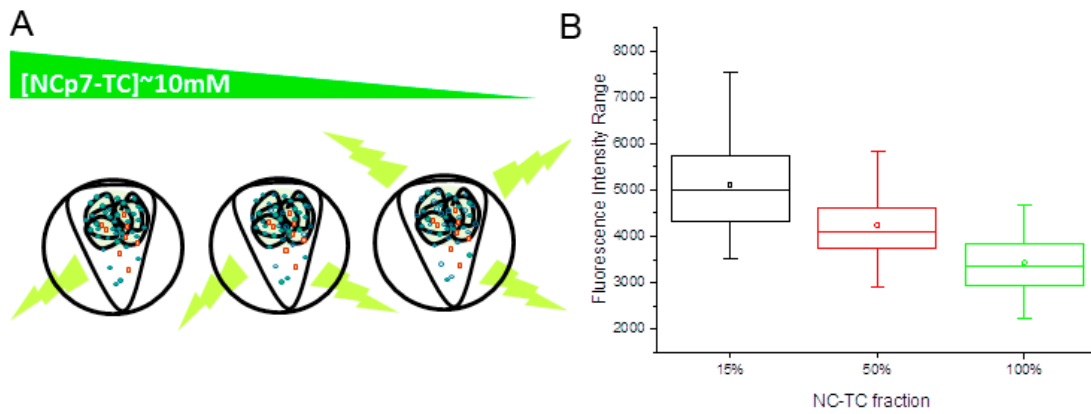 A
[NCp7-TC]~10mM
B
Fluorescence Intensity Range
8000
7000
6000
5000
4000
3000
2000
15%
50%
100%
NC-TC fraction